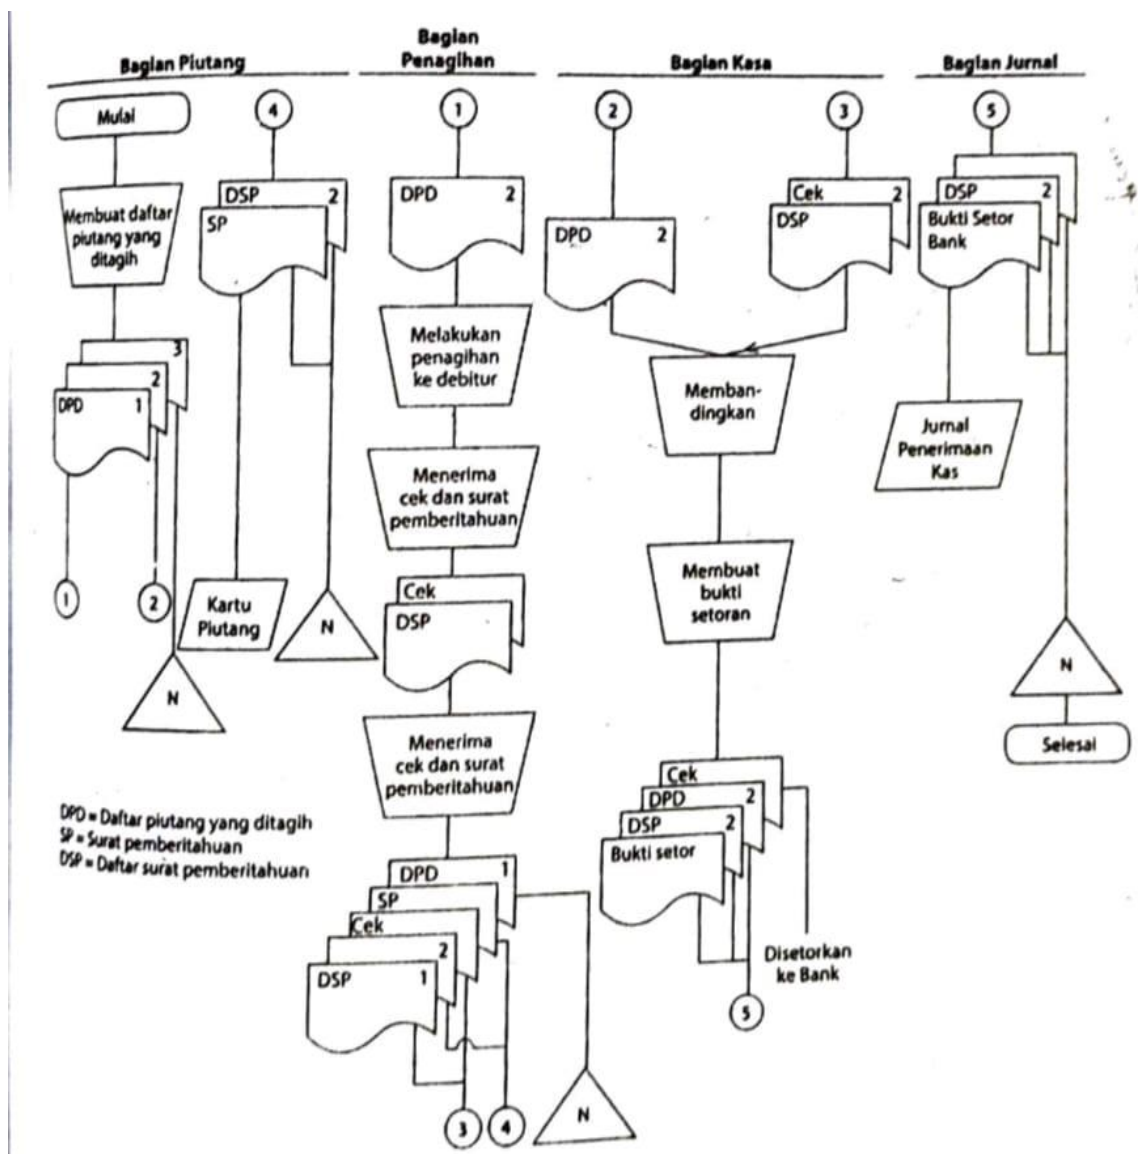 Bagian Piutang
Bagian
Penagihan
Bagian Kasa
Bagian Jurnal
Mulai
4
1
2
3
5
Membuat daftar
piutang yang
ditagih
DSP 2
SP
DPD 2
DPD 2
Cek 2
DSP
DSP 2
Bukti Setor
Bank
3
2
DPD 1
Melakukan
penagihan
ke debitur
Memban-
dingkan
Jurnal
Penerimaan
Kas
Menerima
cek dan surat
pemberitahuan
1
2
Kartu
Piutang
N
Cek
DSP
Membuat
bukti
setoran
N
N
Selesai
Menerima
cek dan surat
pemberitahuan
DPD = Daftar piutang yang ditagih
SP = Surat pemberitahuan
DSP = Daftar surat pemberitahuan
Cek
DPD 2
DSP 2
Bukti setor
DPD 1
SP
Cek
2
DSP 1
Disetorkan
ke Bank
5
3
4
N